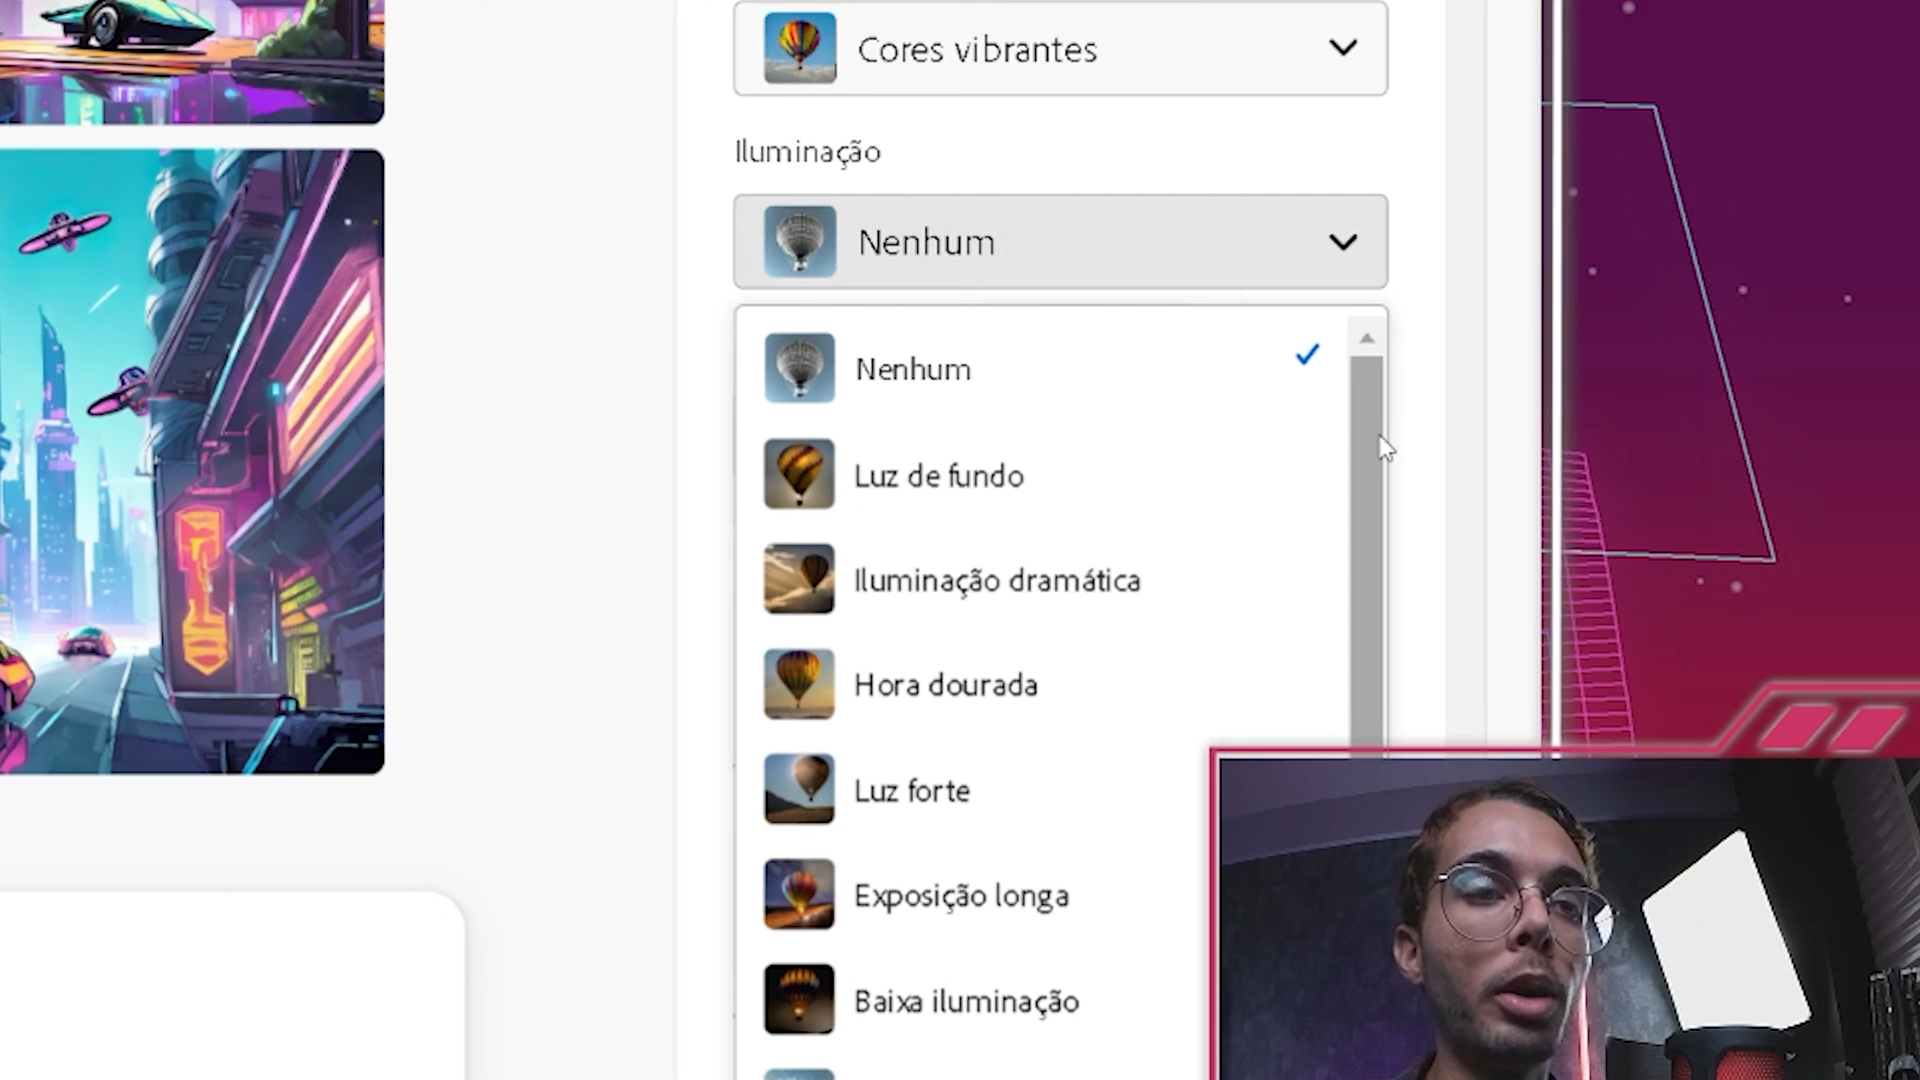 Cores vibrantes
Iluminação
Nenhum
Nenhum
Luz de fundo
Iluminação dramática
Hora dourada
Luz forte
Exposição longa
Baixa iluminação